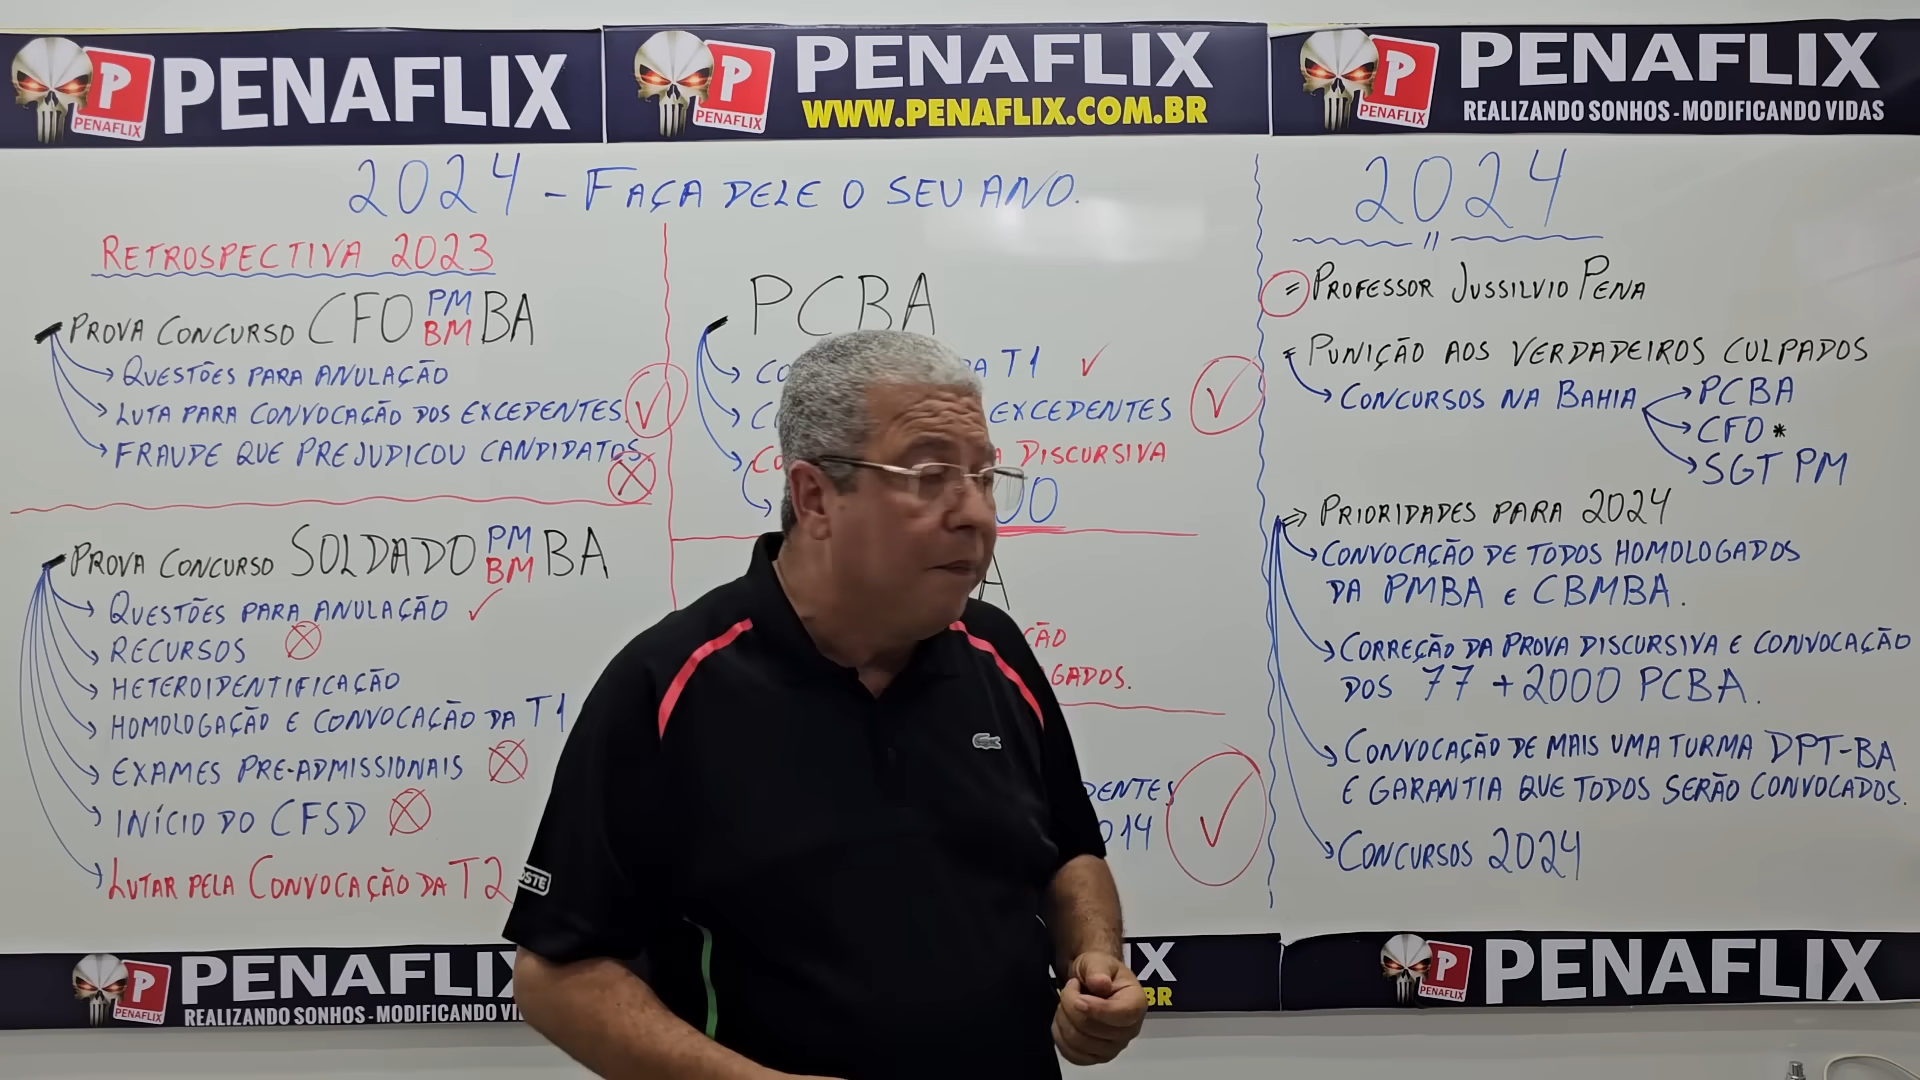 P PENAFLIX PENAFLIX
P PENAFLIX PENAFLIX
WWW.PENAFLIX.COM.BR
P PENAFLIX PENAFLIX
REALIZANDO SONHOS - MODIFICANDO VIDAS
2024 - FAÇA DELE O SEU ANO.
RETROSPECTIVA 2023
PROVA CONCURSO CFO PM BM BA
QUESTÕES PARA ANULAÇÃO
LUTA PARA CONVOCAÇÃO DOS EXCEDENTES
FRAUDE QUE PREJUDICOU CANDIDATOS
PROVA CONCURSO SOLDADO PM BM BA
QUESTÕES PARA ANULAÇÃO
RECURSOS
HETEROIDENTIFICAÇÃO
HOMOLOGAÇÃO E CONVOCAÇÃO DA T1
EXAMES PRE-ADMISSIONAIS
INÍCIO DO CFSD
LUTAR PELA CONVOCAÇÃO DA T2
PCBA
T1
EXCEDENTES
DISCURSIVA
2024
PROFESSOR JUSSILVIO PENA
PUNIÇÃO AOS VERDADEIROS CULPADOS
CONCURSOS NA BAHIA
PCBA
CFO *
SGT PM
PRIORIDADES PARA 2024
CONVOCAÇÃO DE TODOS HOMOLOGADOS
DA PMBA E CBMBA.
CORREÇÃO DA PROVA DISCURSIVA E CONVOCAÇÃO
DOS 77 + 2000 PCBA.
CONVOCAÇÃO DE MAIS UMA TURMA DPT-BA
E GARANTIA QUE TODOS SERÃO CONVOCADOS.
CONCURSOS 2024
P PENAFLIX PENAFLIX
REALIZANDO SONHOS - MODIFICANDO
P PENAFLIX PENAFLIX